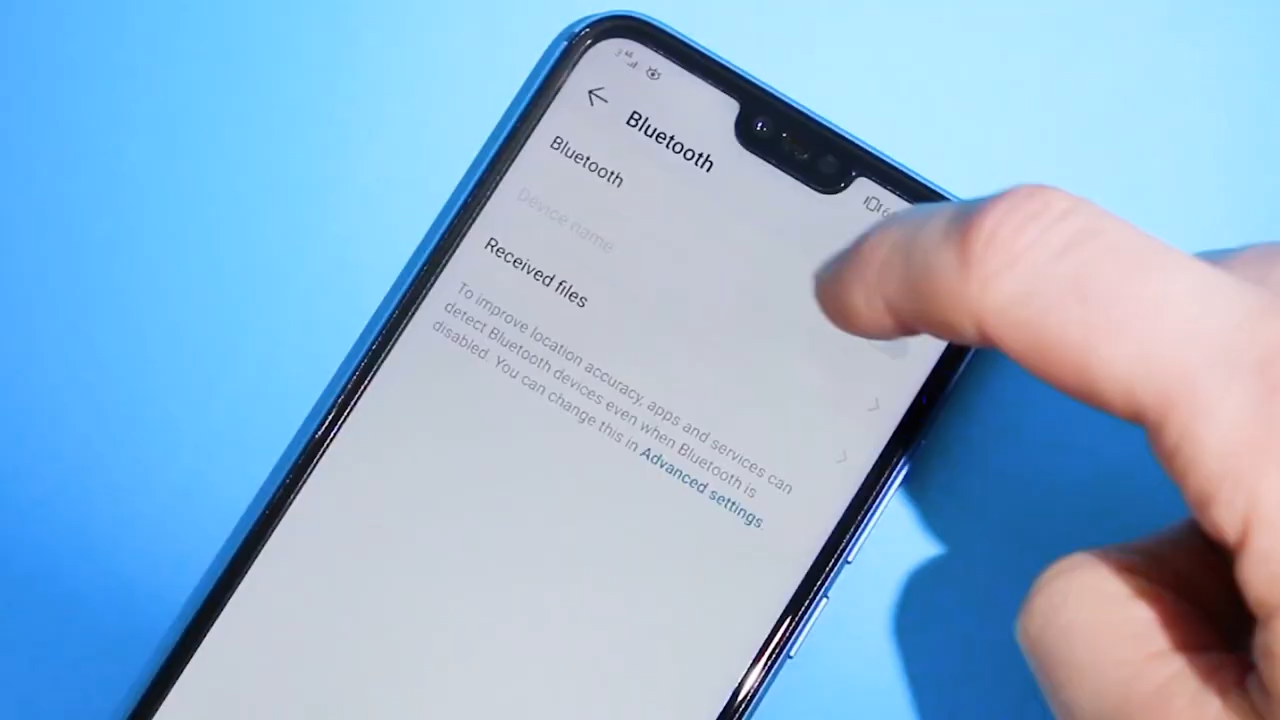 Bluetooth
Bluetooth
Device name
Received files
To improve location accuracy, apps and services can
detect Bluetooth devices even when Bluetooth is
disabled. You can change this in Advanced settings.